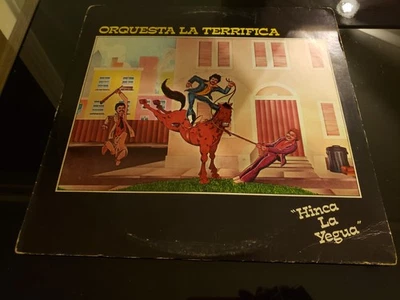 ORQUESTA LA TERRIFICA
"Hinca
La
Yegua"